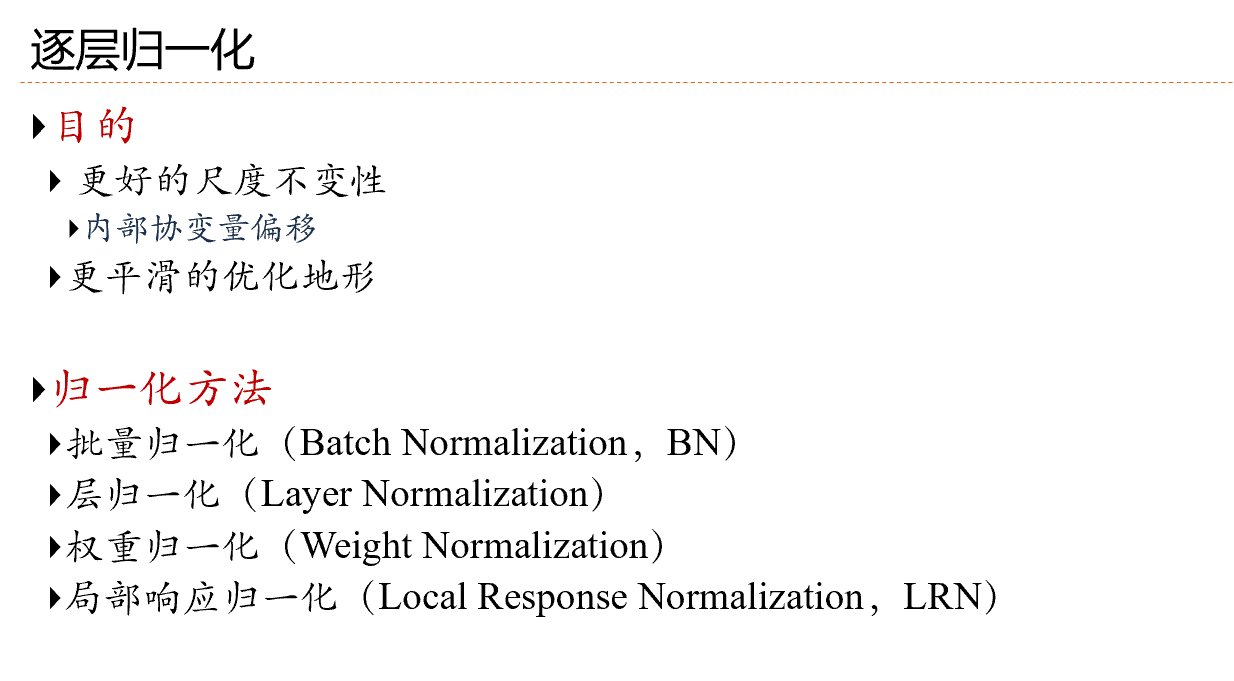 逐层归一化
目的
更好的尺度不变性
内部协变量偏移
更平滑的优化地形
归一化方法
批量归一化（Batch Normalization，BN）
层归一化（Layer Normalization）
权重归一化（Weight Normalization）
局部响应归一化（Local Response Normalization，LRN）